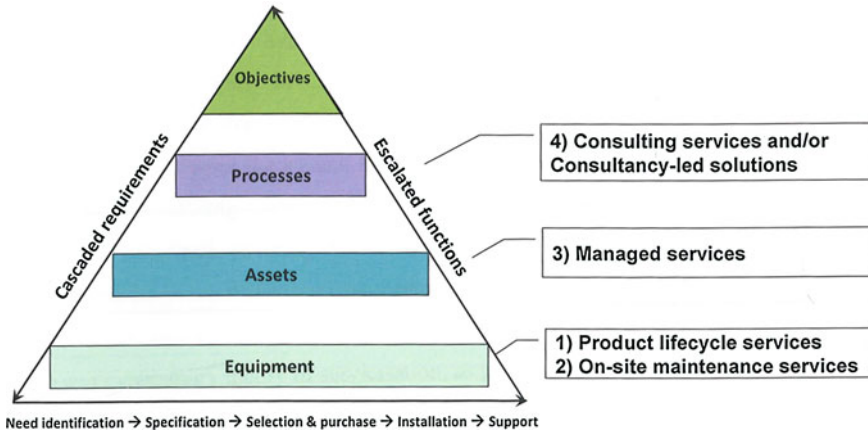 Objectives
Cascaded requirements
Escalated functions
Processes
4) Consulting services and/or
Consultancy-led solutions
Assets
3) Managed services
Equipment
1) Product lifecycle services
2) On-site maintenance services
Need identification → Specification → Selection & purchase → Installation → Support